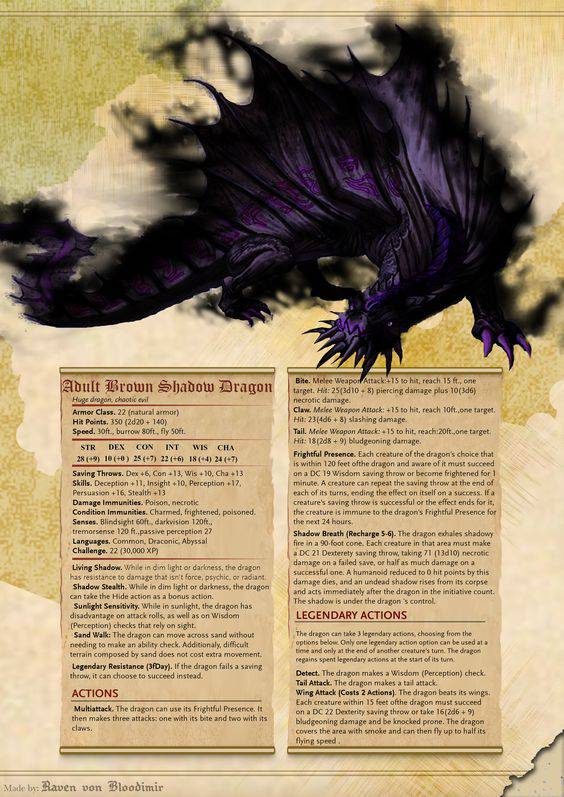 Adult Brown Shadow Dragon
Huge dragon, chaotic evil
Armor Class. 22 (natural armor)
Hit Points. 350 (2d20 + 140)
Speed. 30ft., burrow 80ft., fly 50ft.
STR DEX CON INT WIS CHA
28 (+9) 10 (+0 ) 25 (+7) 22 (+6) 18 (+4) 24 (+7)
Saving Throws. Dex +6, Con +13, Wis +10, Cha +13
Skills. Deception +11, Insight +10, Perception +17,
Persuasion +16, Stealth +13
Damage Immunities. Poison, necrotic
Condition Immunities. Charmed, frightened, poisoned.
Senses. Blindsight 60ft., darkvision 120ft.,
tremorsense 120 ft.,passive perception 27
Languages. Common, Draconic, Abyssal
Challenge. 22 (30,000 XP)
Living Shadow. While in dim light or darkness, the dragon
has resistance to damage that isn't force, psychic, or radiant.
Shadow Stealth. While in dim light or darkness, the dragon
can take the Hide action as a bonus action.
Sunlight Sensitivity. While in sunlight, the dragon has
disadvantage on attack rolls, as well as on Wisdom
(Perception) checks that rely on sight.
Sand Walk: The dragon can move across sand without
needing to make an ability check. Additionaly, difficult
terrain composed by sand does not cost extra movement.
Legendary Resistance (3fDay). If the dragon fails a saving
throw, it can choose to succeed instead.
ACTIONS
Multiattack. The dragon can use its Frightful Presence. It
then makes three attacks: one with its bite and two with its
claws.
Bite. Melee Weapon Attack:+15 to hit, reach 15 ft., one
target. Hit: 25(3d10 + 8) piercing damage plus 10(3d6)
necrotic damage.
Claw. Melee Weapon Attack: +15 to hit, reach 10ft.,one target.
Hit: 23(4d6 + 8) slashing damage.
Tail. Melee Weapon Attack: +15 to hit, reach:20ft.,one target.
Hit: 18(2d8 + 9) bludgeoning damage.
Frightful Presence. Each creature of the dragon's choice that
is within 120 feet ofthe dragon and aware of it must succeed
on a DC 19 Wisdom saving throw or become frightened for 1
minute. A creature can repeat the saving throw at the end of
each of its turns, ending the effect on itself on a success. If a
creature's saving throw is successful or the effect ends for it,
the creature is immune to the dragon's Frightful Presence for
the next 24 hours.
Shadow Breath (Recharge 5-6). The dragon exhales shadowy
fire in a 90-foot cone. Each creature in that area must make
a DC 21 Dexterety saving throw, taking 71 (13d10) necrotic
damage on a failed save, or half as much damage on a
successful one. A humanoid reduced to 0 hit points by this
damage dies, and an undead shadow rises from its corpse
and acts immediately after the dragon in the initiative count.
The shadow is under the dragon 's control.
LEGENDARY ACTIONS
The dragon can take 3 legendary actions, choosing from the
options below. Only one legendary action option can be used at a
time and only at the end of another creature's turn. The dragon
regains spent legendary actions at the start of its turn.
Detect. The dragon makes a Wisdom (Perception) check.
Tail Attack. The dragon makes a tail attack.
Wing Attack (Costs 2 Actions). The dragon beats its wings.
Each creature within 15 feet ofthe dragon must succeed
on a DC 22 Dexterity saving throw or take 16(2d6 + 9)
bludgeoning damage and be knocked prone. The dragon
covers the area with smoke and can then fly up to half its
flying speed .
Made by: Raven von Bloodimir